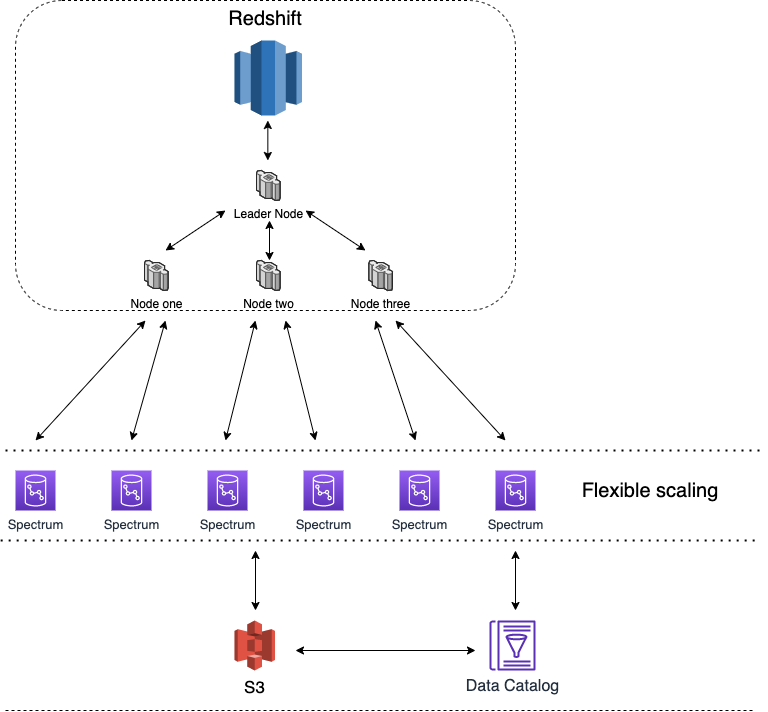 Redshift
Leader Node
Node one
Node two
Node three
Flexible scaling
Spectrum
Spectrum
Spectrum
Spectrum
Spectrum
Spectrum
S3
Data Catalog